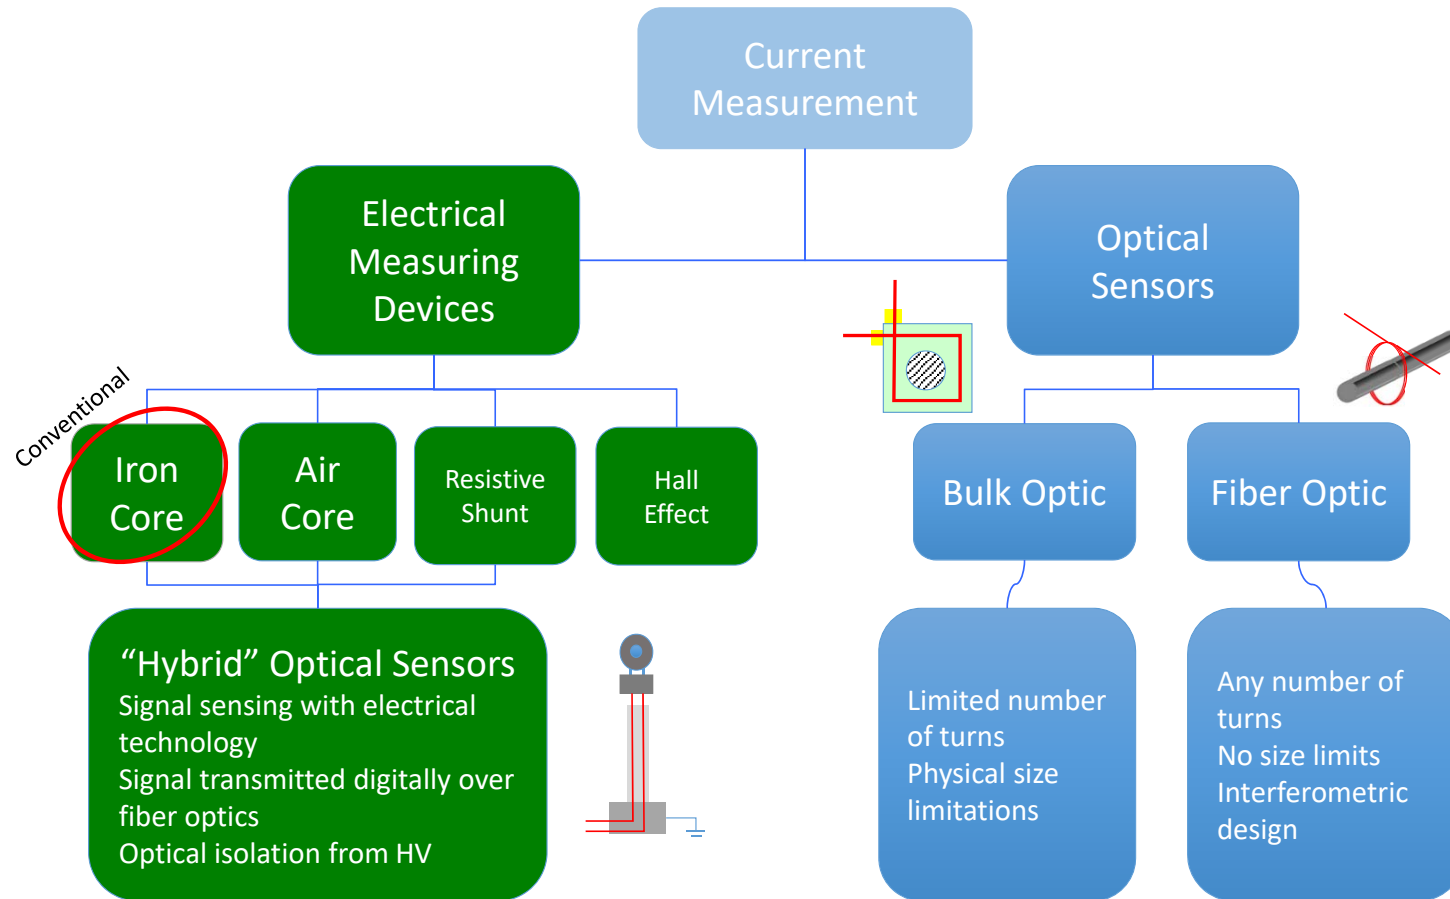 Current
Measurement
Electrical
Measuring
Devices
Optical
Sensors
Conventional
Iron
Core
Air
Core
Resistive
Shunt
Hall
Effect
Bulk Optic
Fiber Optic
“Hybrid” Optical Sensors
Signal sensing with electrical
technology
Signal transmitted digitally over
fiber optics
Optical isolation from HV
Limited number
of turns
Physical size
limitations
Any number of
turns
No size limits
Interferometric
design